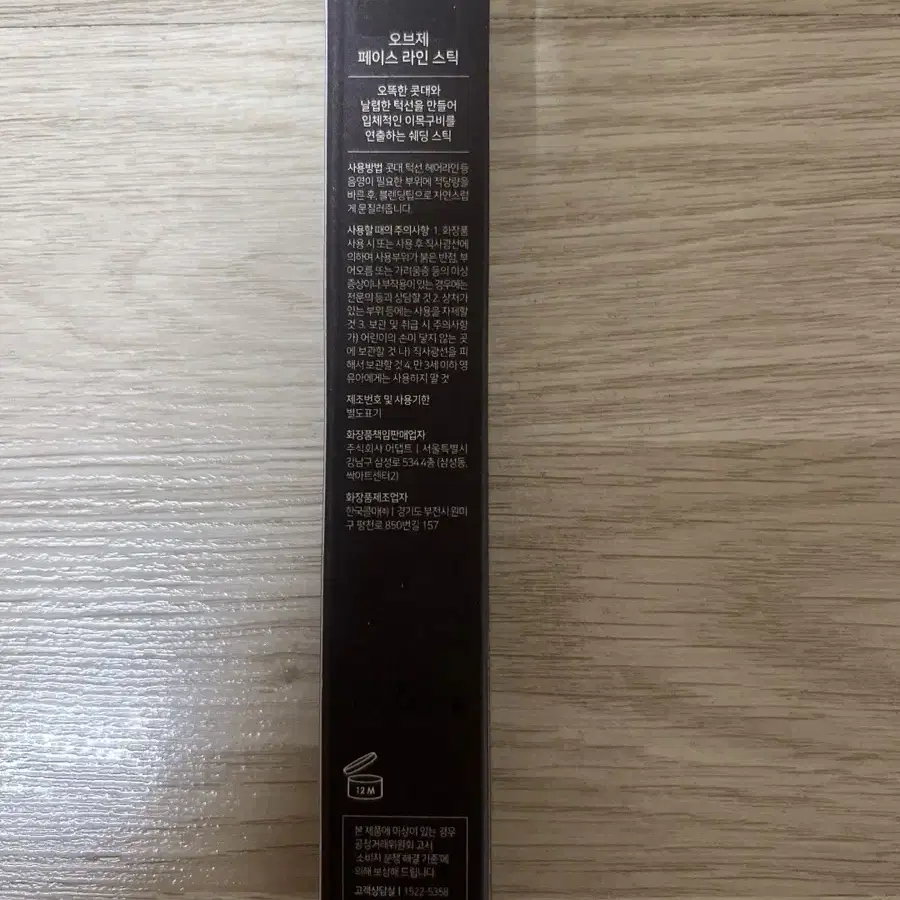 오브제
페이스 라인 스틱
오똑한 콧대와
날렵한 턱선을 만들어
입체적인 이목구비를
연출하는 쉐딩 스틱
사용방법 콧대, 턱선, 헤어라인 등
음영이 필요한 부위에 적당량을
바른 후, 블렌딩팁으로 자연스럽
게 문질러줍니다.
사용할 때의 주의사항 1. 화장품
사용 시 또는 사용 후 직사광선에
의하여 사용부위가 붉은 반점, 부
어오름 또는 가려움증 등의 이상
증상이나 부작용이 있는 경우에는
전문의 등과 상담할 것 2. 상처가
있는 부위 등에는 사용을 자제할
것 3. 보관 및 취급 시 주의사항
가) 어린이의 손이 닿지 않는 곳
에 보관할 것 나) 직사광선을 피
해서 보관할 것 4. 만 3세 이하 영
유아에게는 사용하지 말 것
제조번호 및 사용기한
별도표기
화장품책임판매업자
주식회사 어댑트 | 서울특별시
강남구 삼성로 534 4층 (삼성동,
싹아트센터2)
화장품제조업자
한국콜마㈜ | 경기도 부천시 원미
구 평천로 850번길 157
12 M
본 제품에 이상이 있는 경우
공정거래위원회 고시
'소비자 분쟁 해결 기준'에
의해 보상해 드립니다.
고객상담실 | 1522-5358